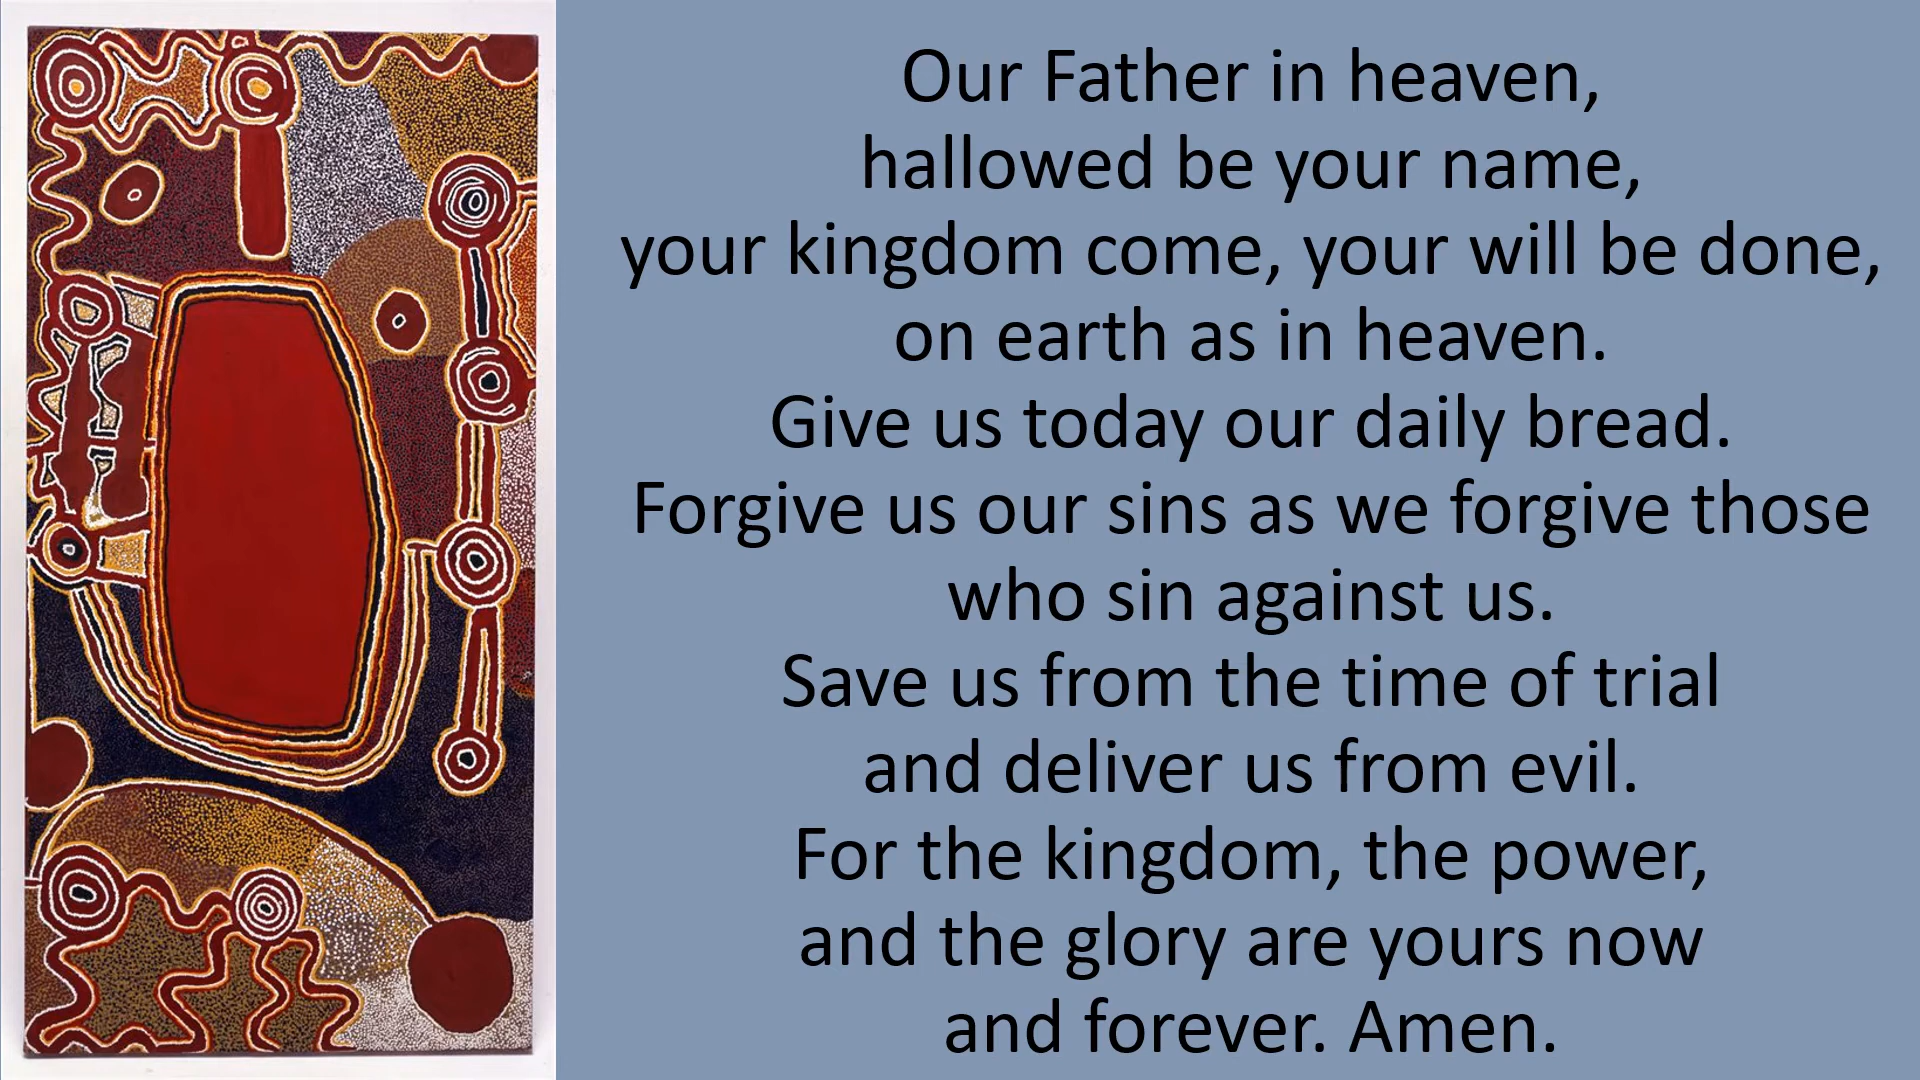 Our Father in heaven,
hallowed be your name,
your kingdom come, your will be done,
on earth as in heaven.
Give us today our daily bread.
Forgive us our sins as we forgive those
who sin against us.
Save us from the time of trial
and deliver us from evil.
For the kingdom, the power,
and the glory are yours now
and forever. Amen.